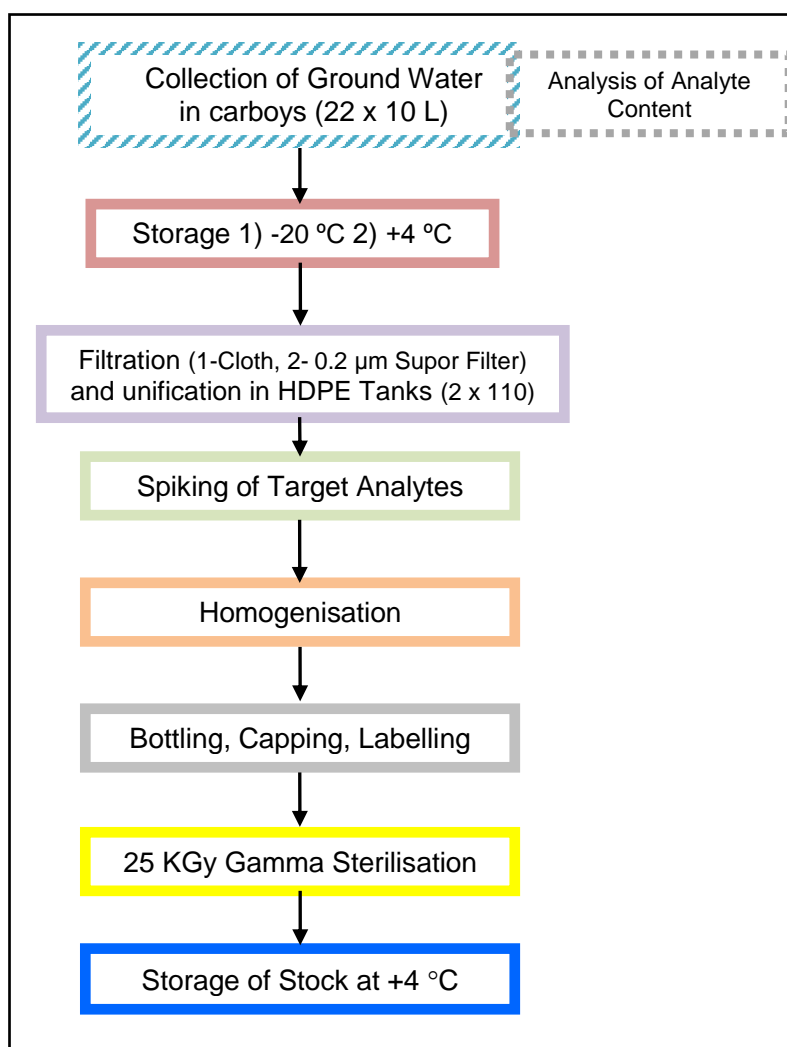 Collection of Ground Water
in carboys (22 x 10 L)
Analysis of Analyte
Content
Storage 1) -20 ºC 2) +4 ºC
Filtration (1-Cloth, 2- 0.2 µm Supor Filter)
and unification in HDPE Tanks (2 x 110)
Spiking of Target Analytes
Homogenisation
Bottling, Capping, Labelling
25 KGy Gamma Sterilisation
Storage of Stock at +4 °C